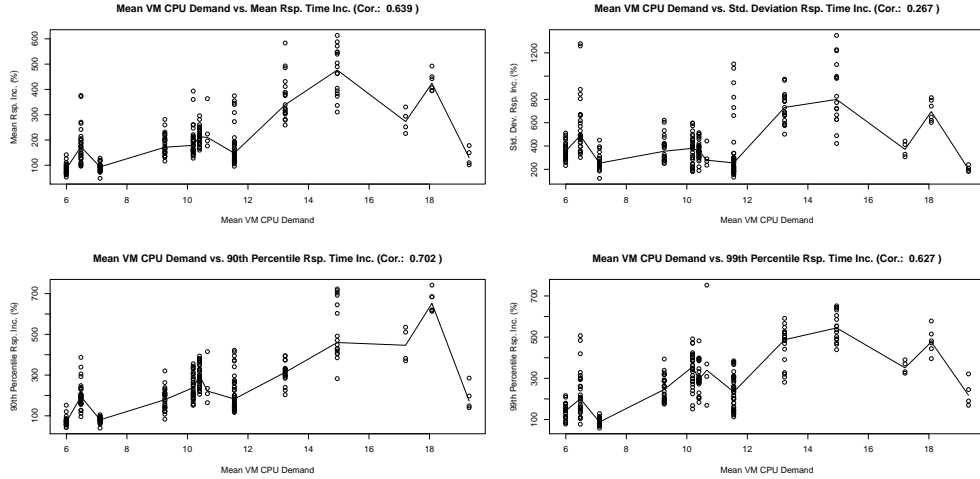 Mean VM CPU Demand vs. Mean Rsp. Time Inc. (Cor.: 0.639 )
Mean Rsp. Inc. (%)
600
500
400
300
200
100
6 8 10 12 14 16 18
Mean VM CPU Demand
Mean VM CPU Demand vs. Std. Deviation Rsp. Time Inc. (Cor.: 0.267 )
Std. Dev. Rsp. Inc. (%)
1200
800
600
400
200
6 8 10 12 14 16 18
Mean VM CPU Demand
Mean VM CPU Demand vs. 90th Percentile Rsp. Time Inc. (Cor.: 0.702 )
90th Percentile Rsp. Inc. (%)
700
500
300
100
6 8 10 12 14 16 18
Mean VM CPU Demand
Mean VM CPU Demand vs. 99th Percentile Rsp. Time Inc. (Cor.: 0.627 )
99th Percentile Rsp. Inc. (%)
700
500
300
100
6 8 10 12 14 16 18
Mean VM CPU Demand